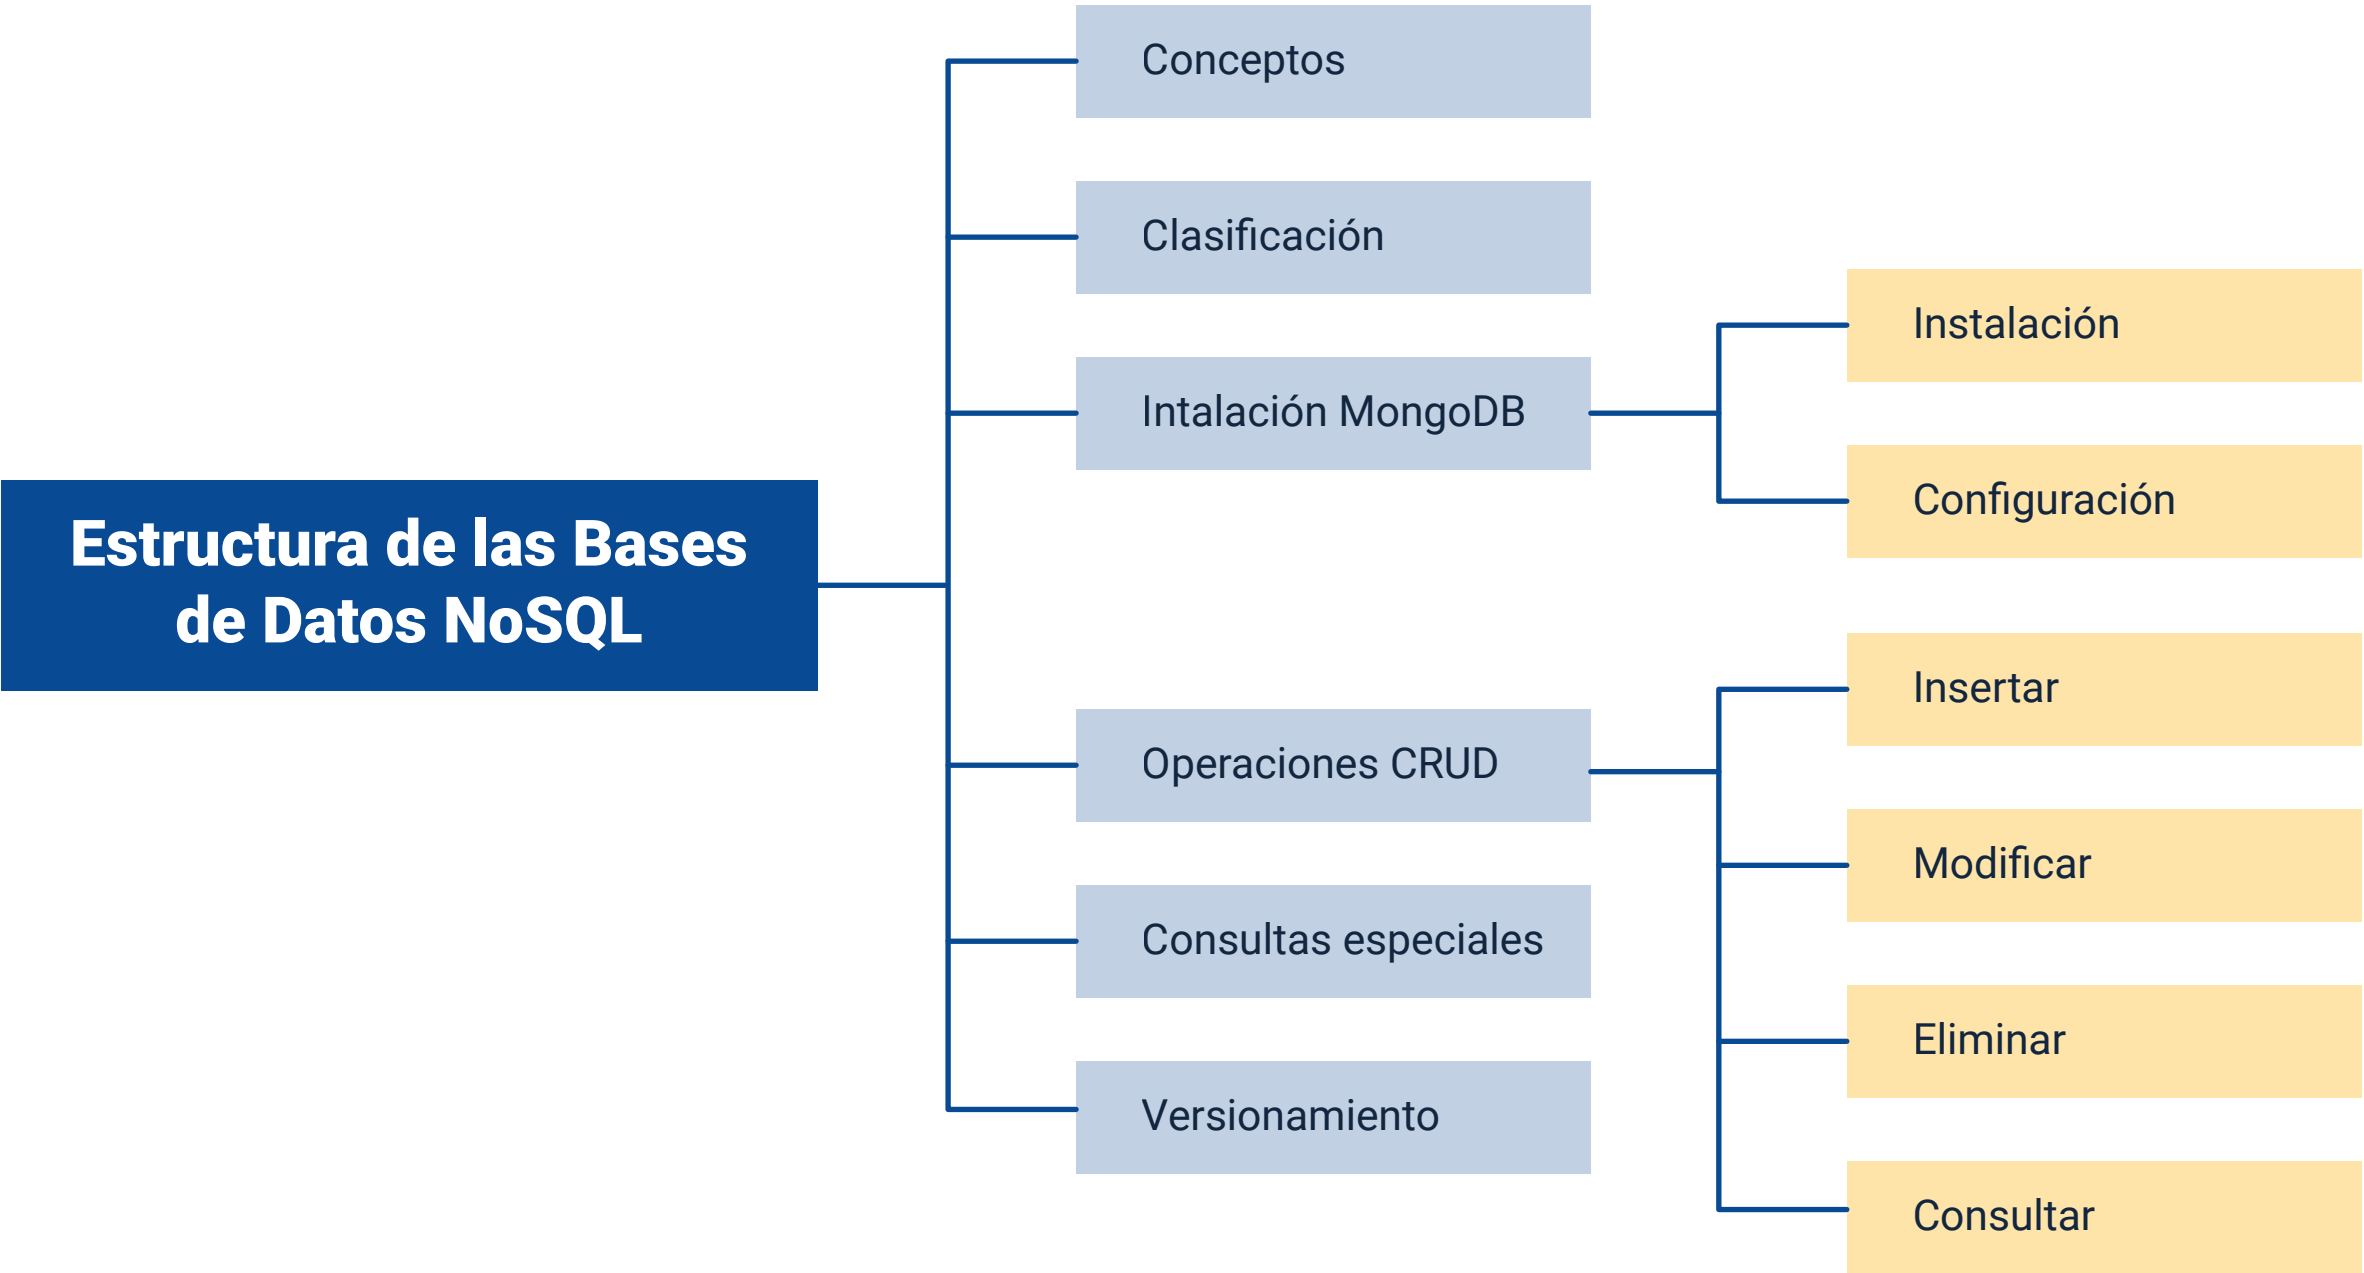 Estructura de las Bases
de Datos NoSQL
Conceptos
Clasificación
Intalación MongoDB
Instalación
Configuración
Operaciones CRUD
Insertar
Modificar
Eliminar
Consultar
Consultas especiales
Versionamiento